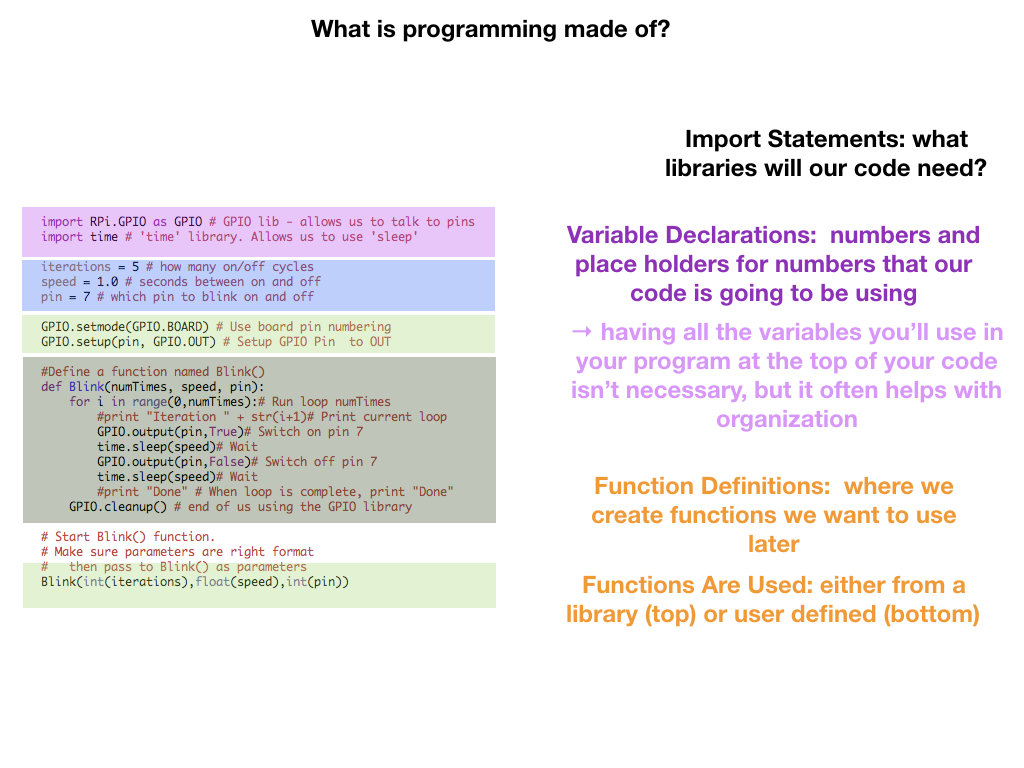 What is programming made of?
Import Statements: what
libraries will our code need?
import RPi.GPIO as GPIO # GPIO lib - allows us to talk to pins
import time # 'time' library. Allows us to use 'sleep'
iterations = 5 # how many on/off cycles
speed = 1.0 # seconds between on and off
pin = 7 # which pin to blink on and off
GPIO.setmode(GPIO.BOARD) # Use board pin numbering
GPIO.setup(pin, GPIO.OUT) # Setup GPIO Pin  to OUT
#Define a function named Blink()
def Blink(numTimes, speed, pin):
    for i in range(0,numTimes):# Run loop numTimes
        #print "Iteration " + str(i+1)# Print current loop
        GPIO.output(pin,True)# Switch on pin 7
        time.sleep(speed)# Wait
        GPIO.output(pin,False)# Switch off pin 7
        time.sleep(speed)# Wait
        #print "Done" # When loop is complete, print "Done"
    GPIO.cleanup() # end of us using the GPIO library
# Start Blink() function.
# Make sure parameters are right format
#   then pass to Blink() as parameters
Blink(int(iterations),float(speed),int(pin))
Variable Declarations:  numbers and
place holders for numbers that our
code is going to be using
→ having all the variables you’ll use in
your program at the top of your code
isn’t necessary, but it often helps with
organization
Function Definitions:  where we
create functions we want to use
later
Functions Are Used: either from a
library (top) or user defined (bottom)